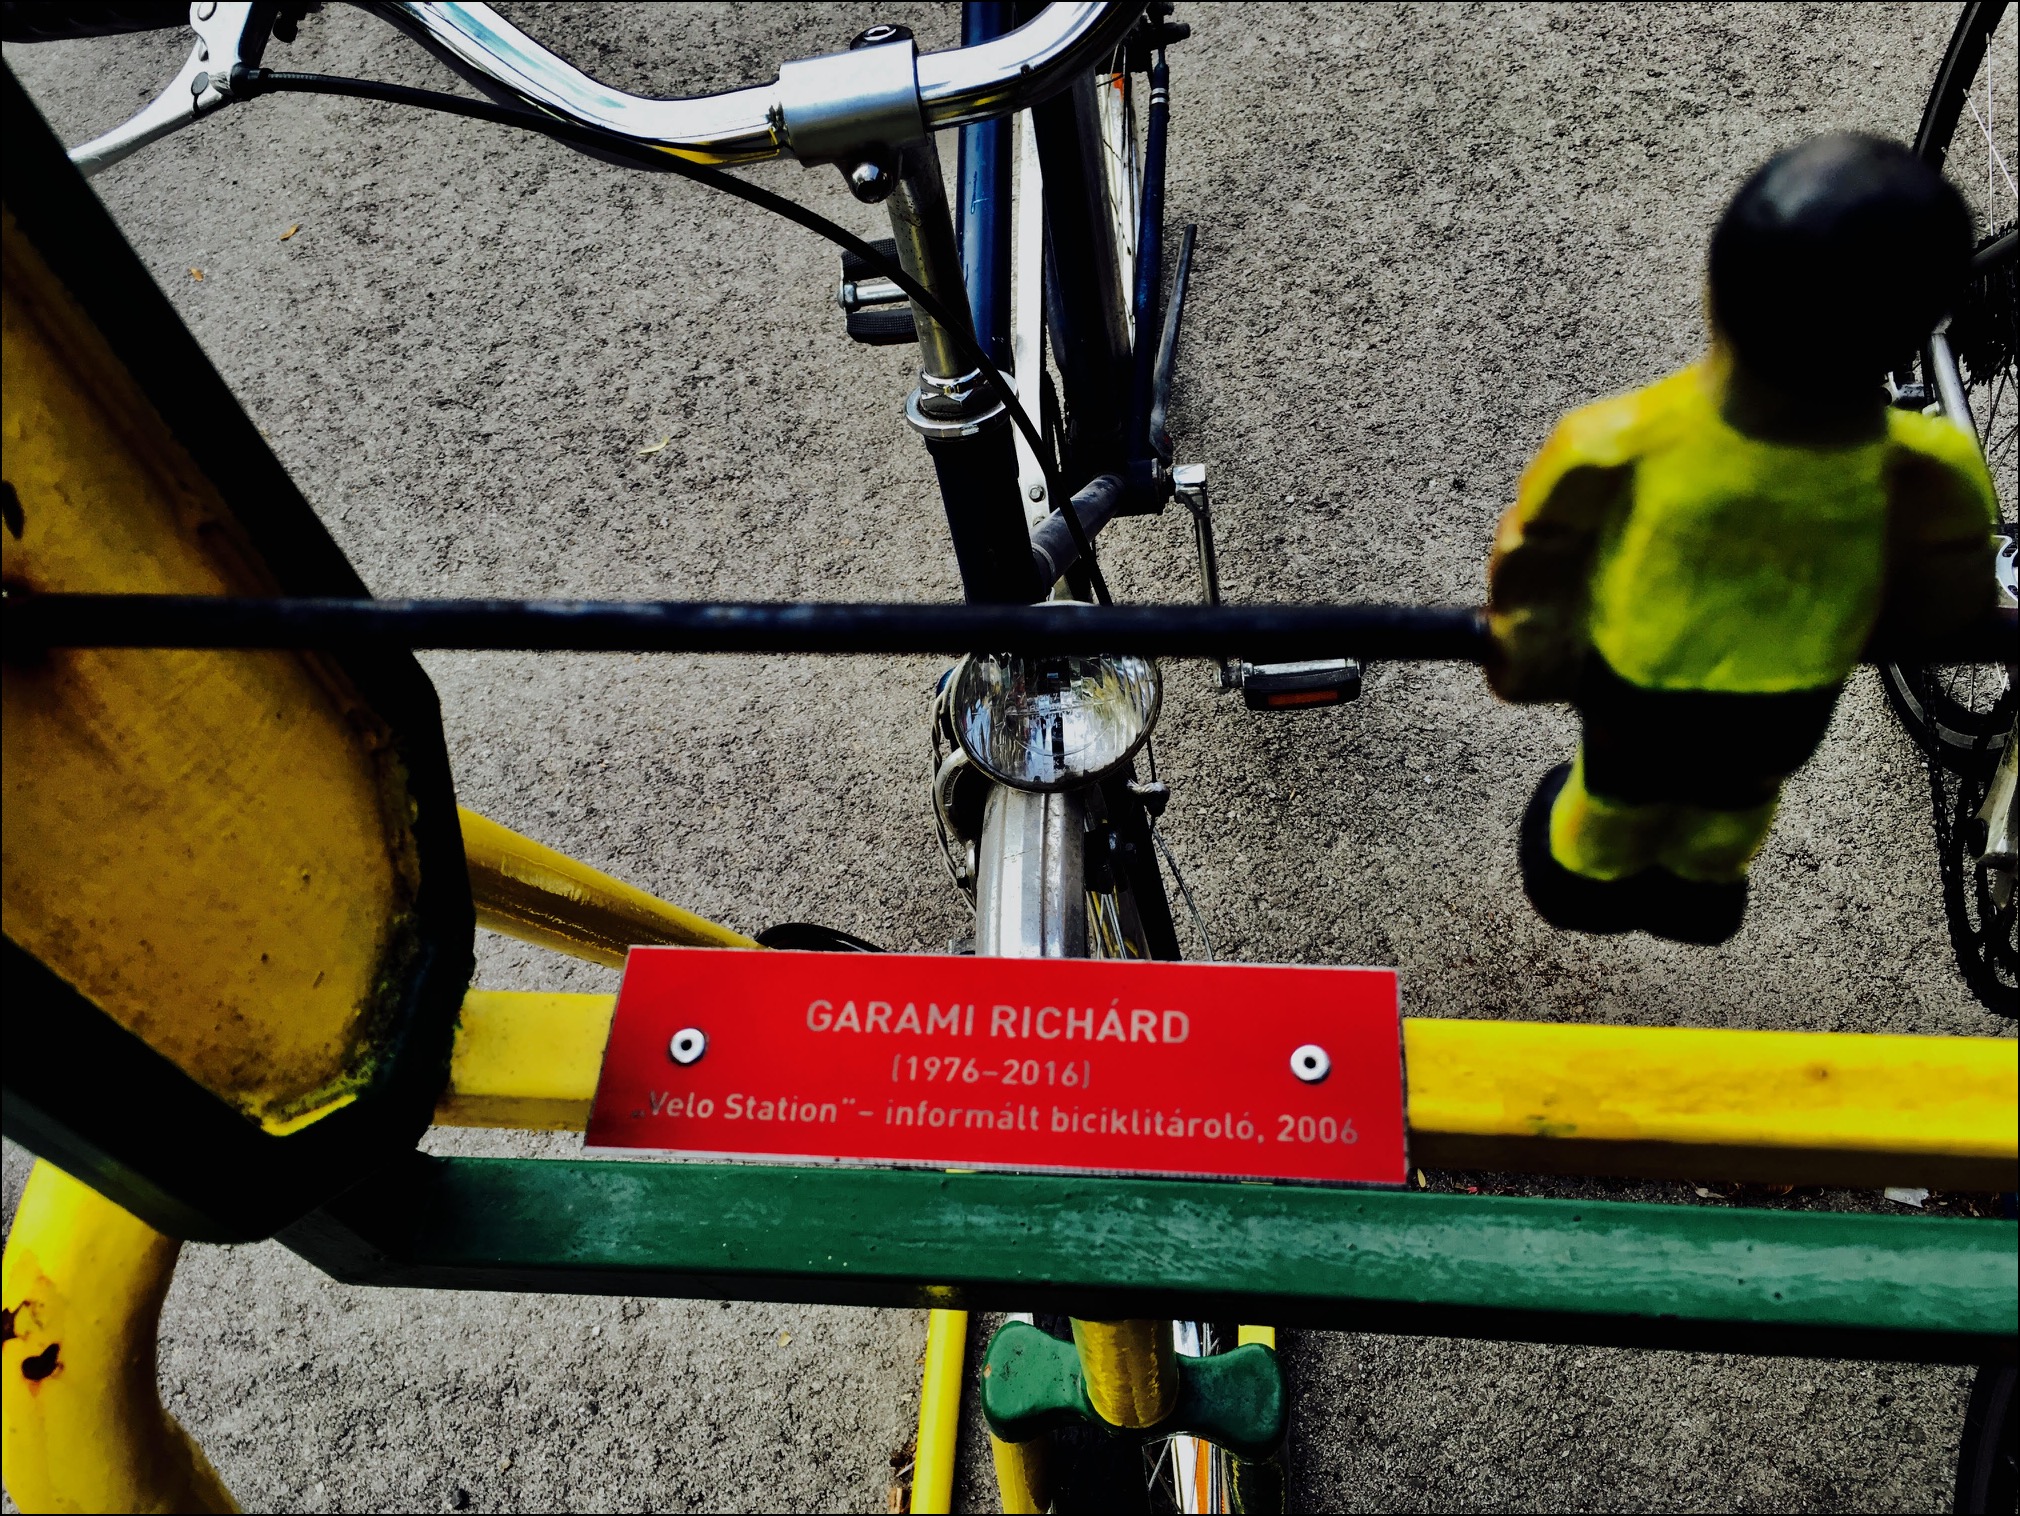 GARAMI RICHÁRD
(1976–2016)
„Velo Station”– informált biciklitároló, 2006